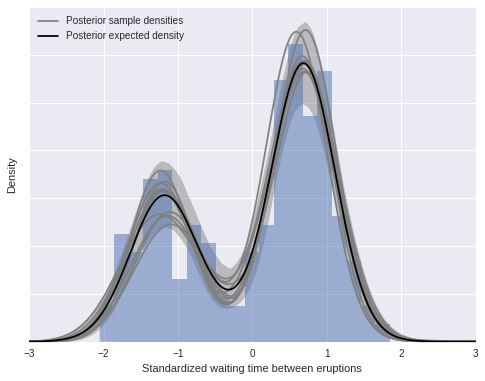 Posterior sample densities
Posterior expected density
Density
−3 −2 −1 0 1 2 3
Standardized waiting time between eruptions